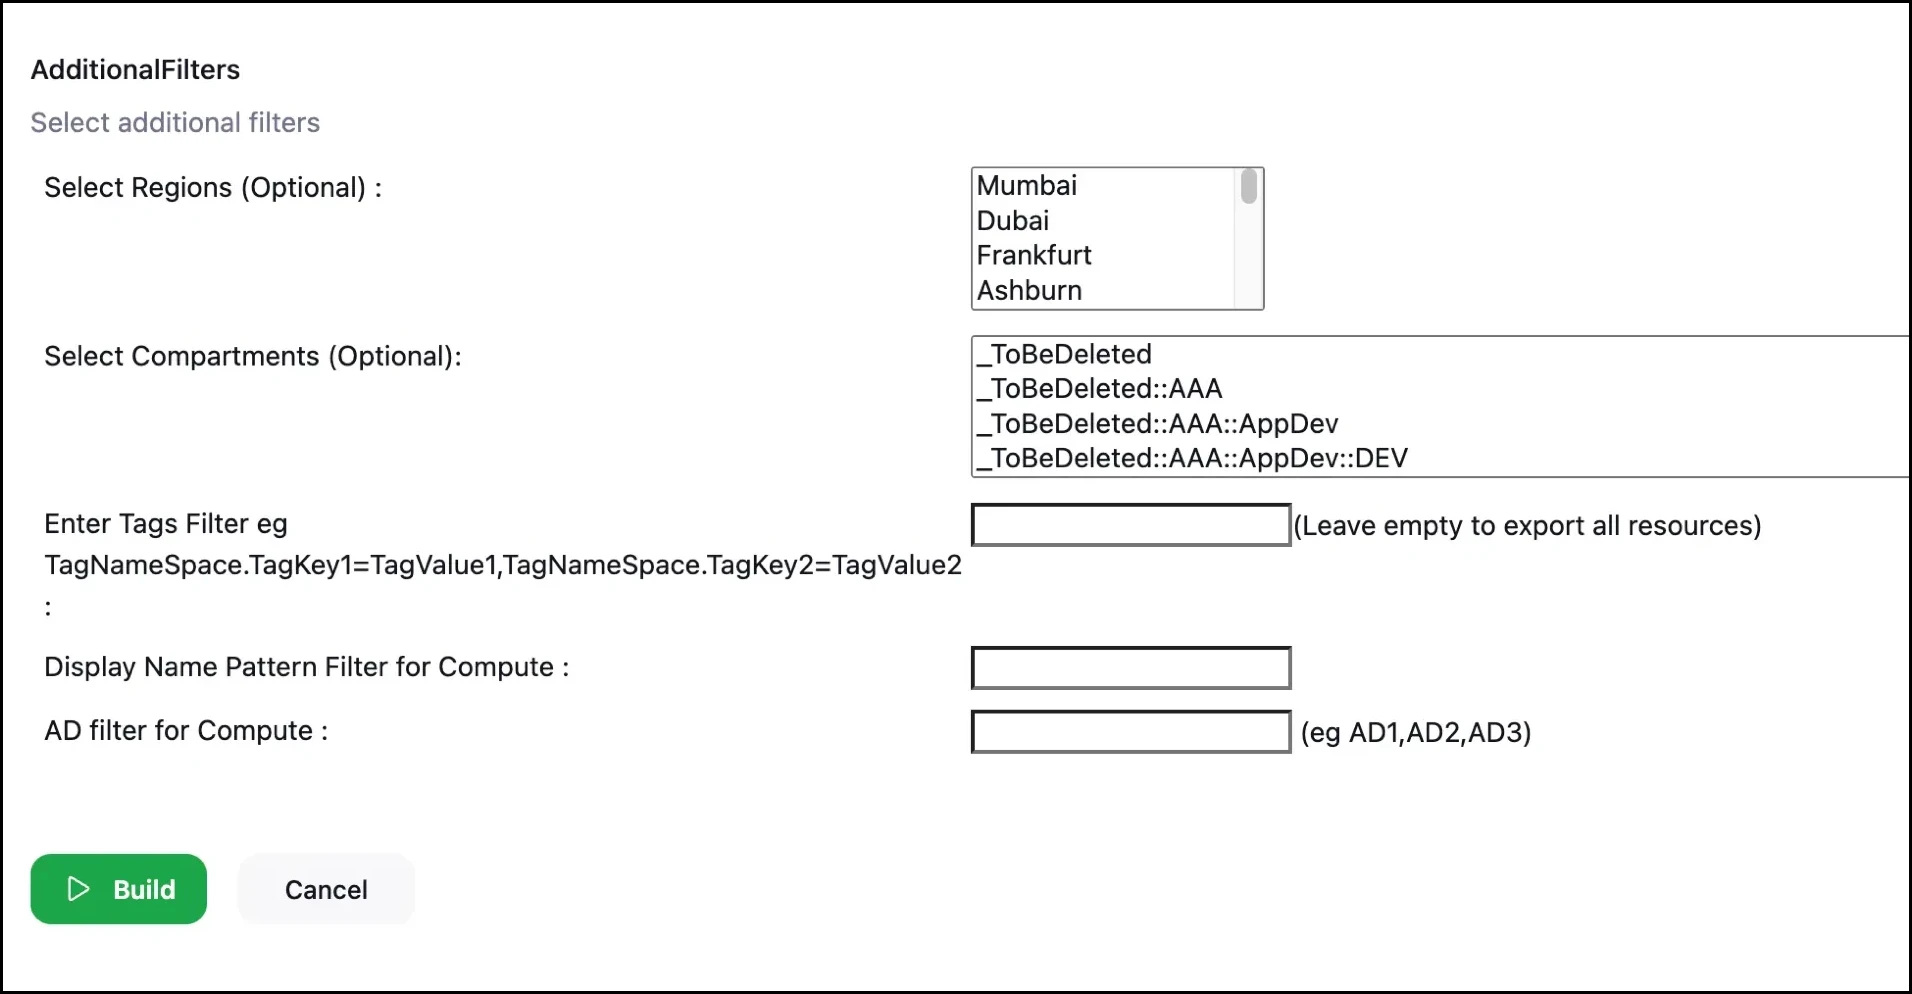 AdditionalFilters
Select additional filters
Select Regions (Optional) :
Mumbai
Dubai
Frankfurt
Ashburn
Select Compartments (Optional):
_ToBeDeleted
_ToBeDeleted::AAA
_ToBeDeleted::AAA::AppDev
_ToBeDeleted::AAA::AppDev::DEV
Enter Tags Filter eg
TagNameSpace.TagKey1=TagValue1,TagNameSpace.TagKey2=TagValue2
:
(Leave empty to export all resources)
Display Name Pattern Filter for Compute :
AD filter for Compute :
(eg AD1,AD2,AD3)
Build
Cancel